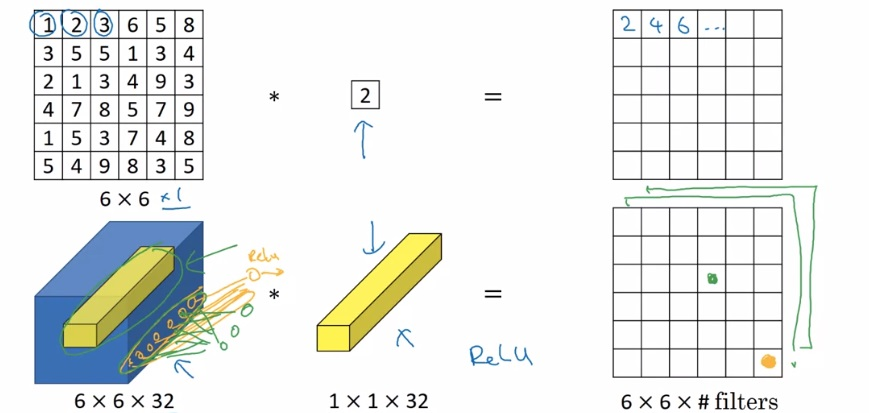 1 2 3 6 5 8
3 5 5 1 3 4
2 1 3 4 9 3
4 7 8 5 7 9
1 5 3 7 4 8
5 4 9 8 3 5
* 2 =
2 4 6 ...
6 × 6 ×1
ReLU
* =
ReLU
6 × 6 × 32
1 × 1 × 32
6 × 6 × # filters